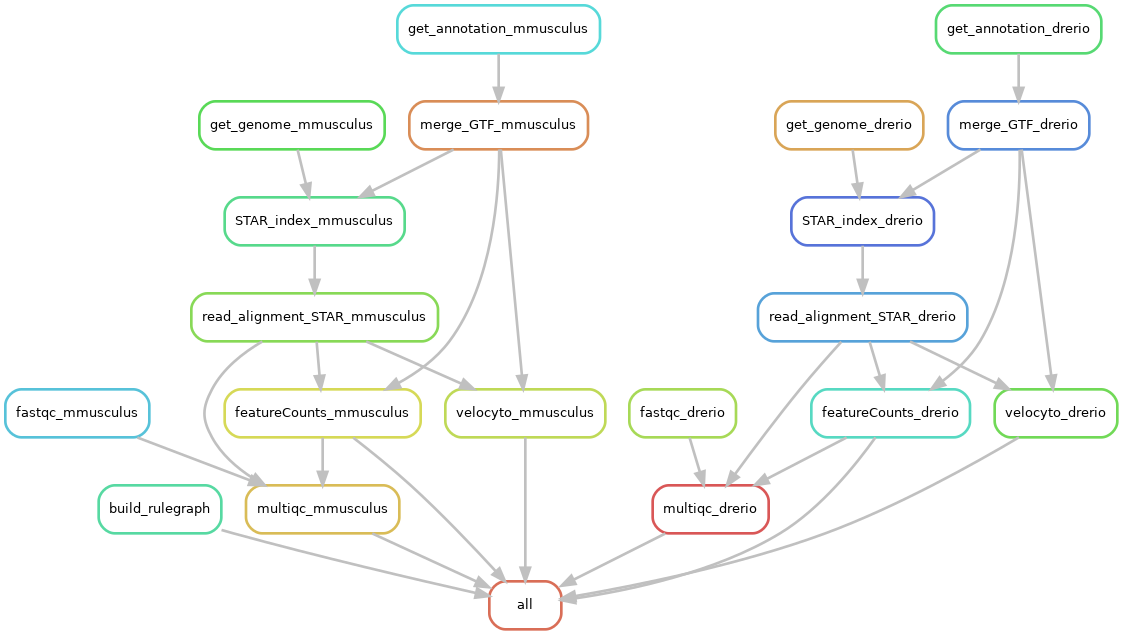 get_annotation_mmusculus
get_annotation_drerio
get_genome_mmusculus
merge_GTF_mmusculus
get_genome_drerio
merge_GTF_drerio
STAR_index_mmusculus
STAR_index_drerio
read_alignment_STAR_mmusculus
read_alignment_STAR_drerio
fastqc_mmusculus
featureCounts_mmusculus
velocyto_mmusculus
fastqc_drerio
featureCounts_drerio
velocyto_drerio
build_rulegraph
multiqc_mmusculus
multiqc_drerio
all